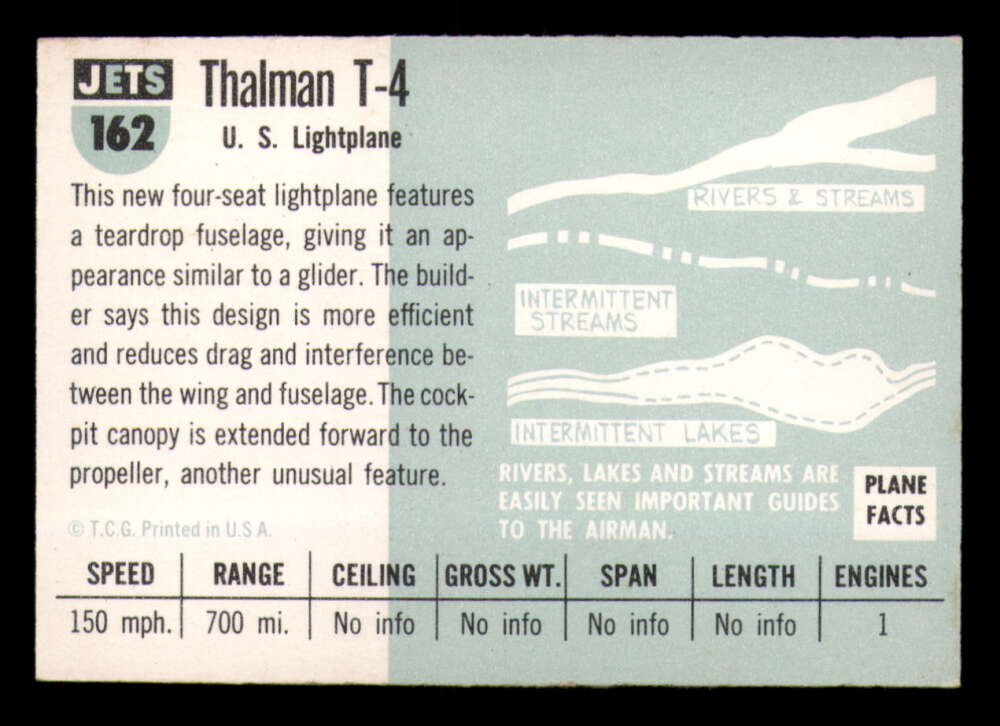 JETS
162
Thalman T-4
U. S. Lightplane
This new four-seat lightplane features
a teardrop fuselage, giving it an ap-
pearance similar to a glider. The build-
er says this design is more efficient
and reduces drag and interference be-
tween the wing and fuselage. The cock-
pit canopy is extended forward to the
propeller, another unusual feature.
© T.C.G. Printed in U.S.A.
RIVERS & STREAMS
INTERMITTENT
STREAMS
INTERMITTENT LAKES
RIVERS, LAKES AND STREAMS ARE
EASILY SEEN IMPORTANT GUIDES
TO THE AIRMAN.
PLANE
FACTS
SPEED RANGE CEILING GROSS WT. SPAN LENGTH ENGINES
150 mph. 700 mi. No info No info No info No info 1